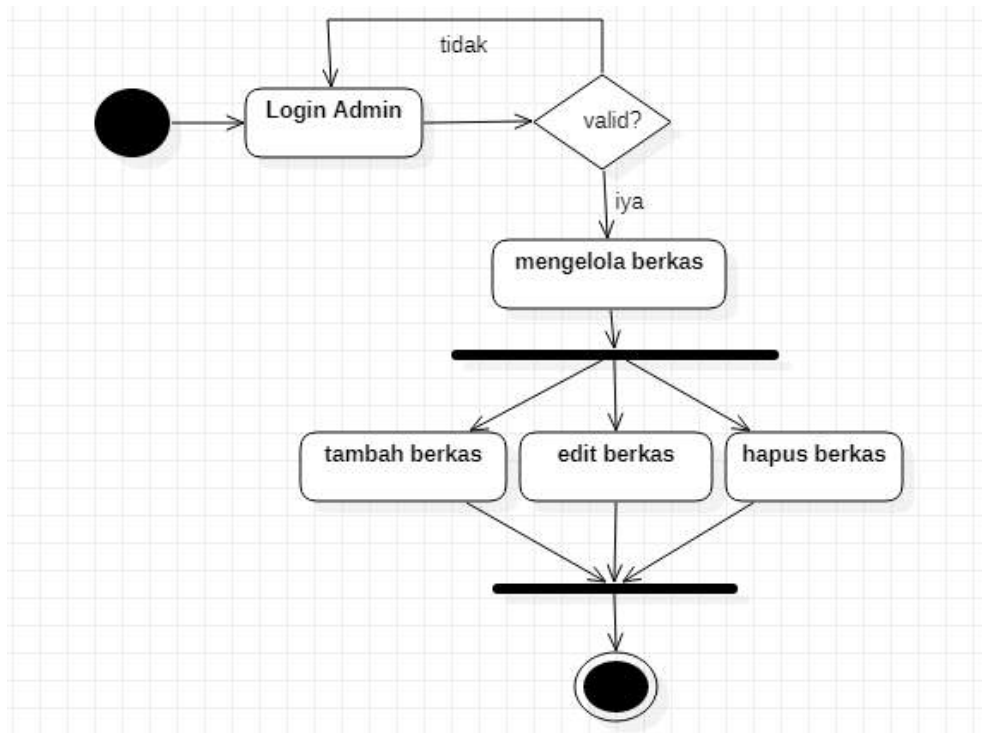 tidak
Login Admin
valid?
iya
mengelola berkas
tambah berkas
edit berkas
hapus berkas